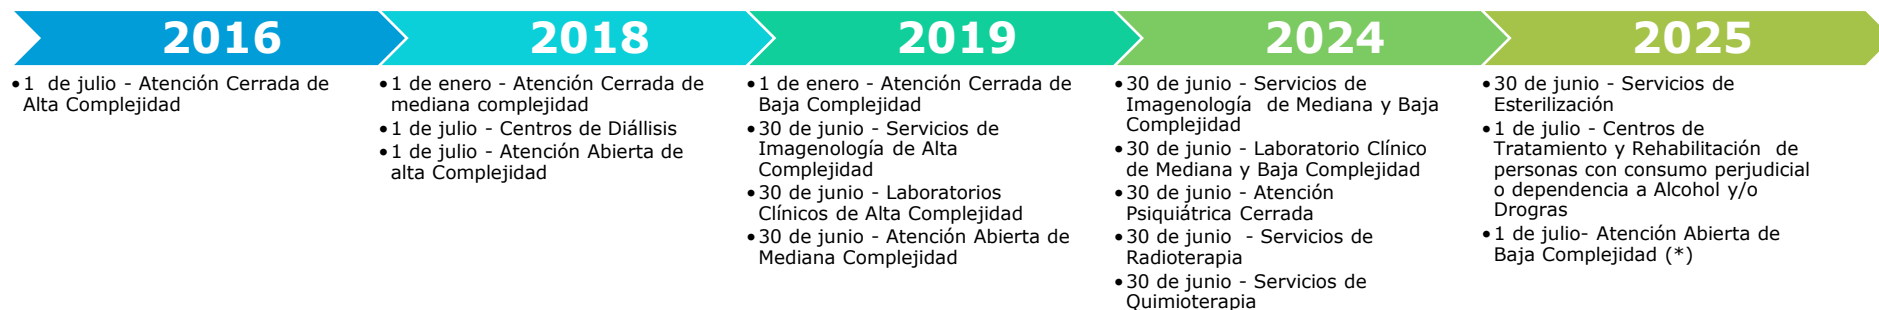 2016
• 1 de julio - Atención Cerrada de
Alta Complejidad
2018
• 1 de enero - Atención Cerrada de
mediana complejidad
• 1 de julio - Centros de Diállisis
• 1 de julio - Atención Abierta de
alta Complejidad
2019
• 1 de enero - Atención Cerrada de
Baja Complejidad
• 30 de junio - Servicios de
Imagenología de Alta
Complejidad
• 30 de junio - Laboratorios
Clínicos de Alta Complejidad
• 30 de junio - Atención Abierta de
Mediana Complejidad
2024
• 30 de junio - Servicios de
Imagenología de Mediana y Baja
Complejidad
• 30 de junio - Laboratorio Clínico
de Mediana y Baja Complejidad
• 30 de junio - Atención
Psiquiátrica Cerrada
• 30 de junio - Servicios de
Radioterapia
• 30 de junio - Servicios de
Quimioterapia
2025
• 30 de junio - Servicios de
Esterilización
• 1 de julio - Centros de
Tratamiento y Rehabilitación de
personas con consumo perjudicial
o dependencia a Alcohol y/o
Drogras
• 1 de julio- Atención Abierta de
Baja Complejidad (*)